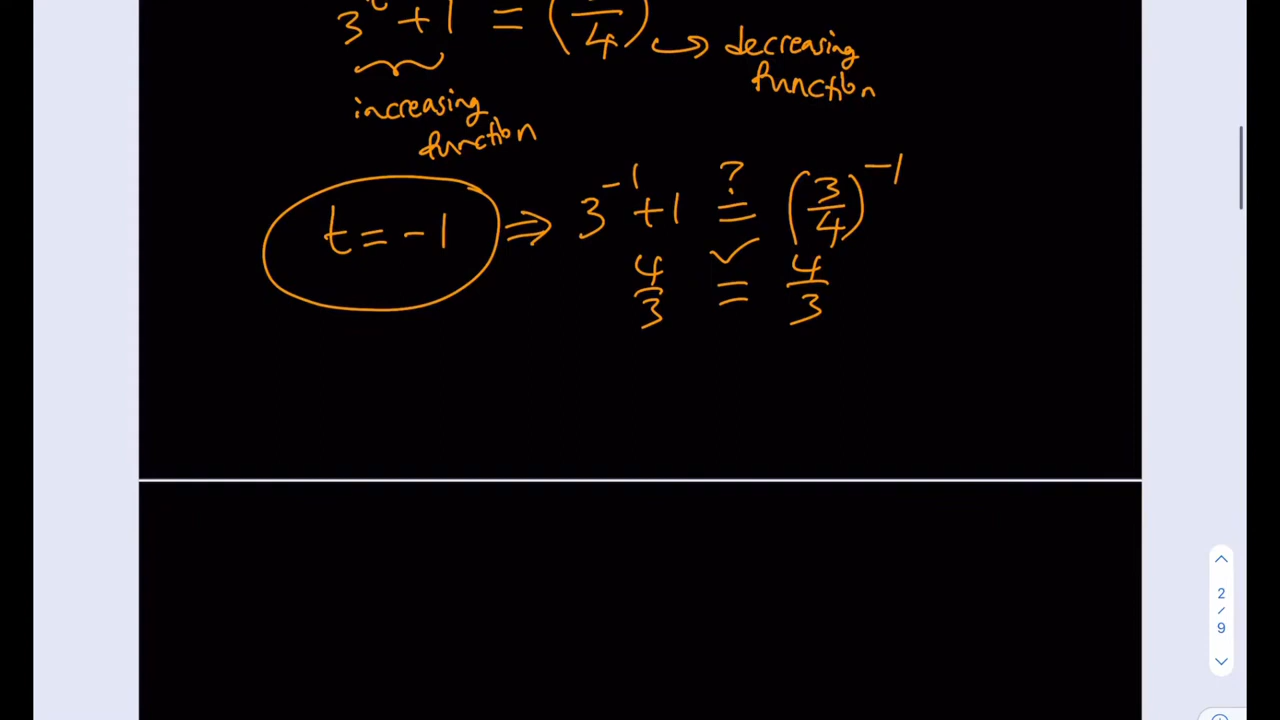 3^t + 1 = ( /4)
decreasing
function
increasing
function
t = -1 ⇒ 3^-1 + 1 ≟ (3/4)^-1
4/3 = 4/3
2
/
9